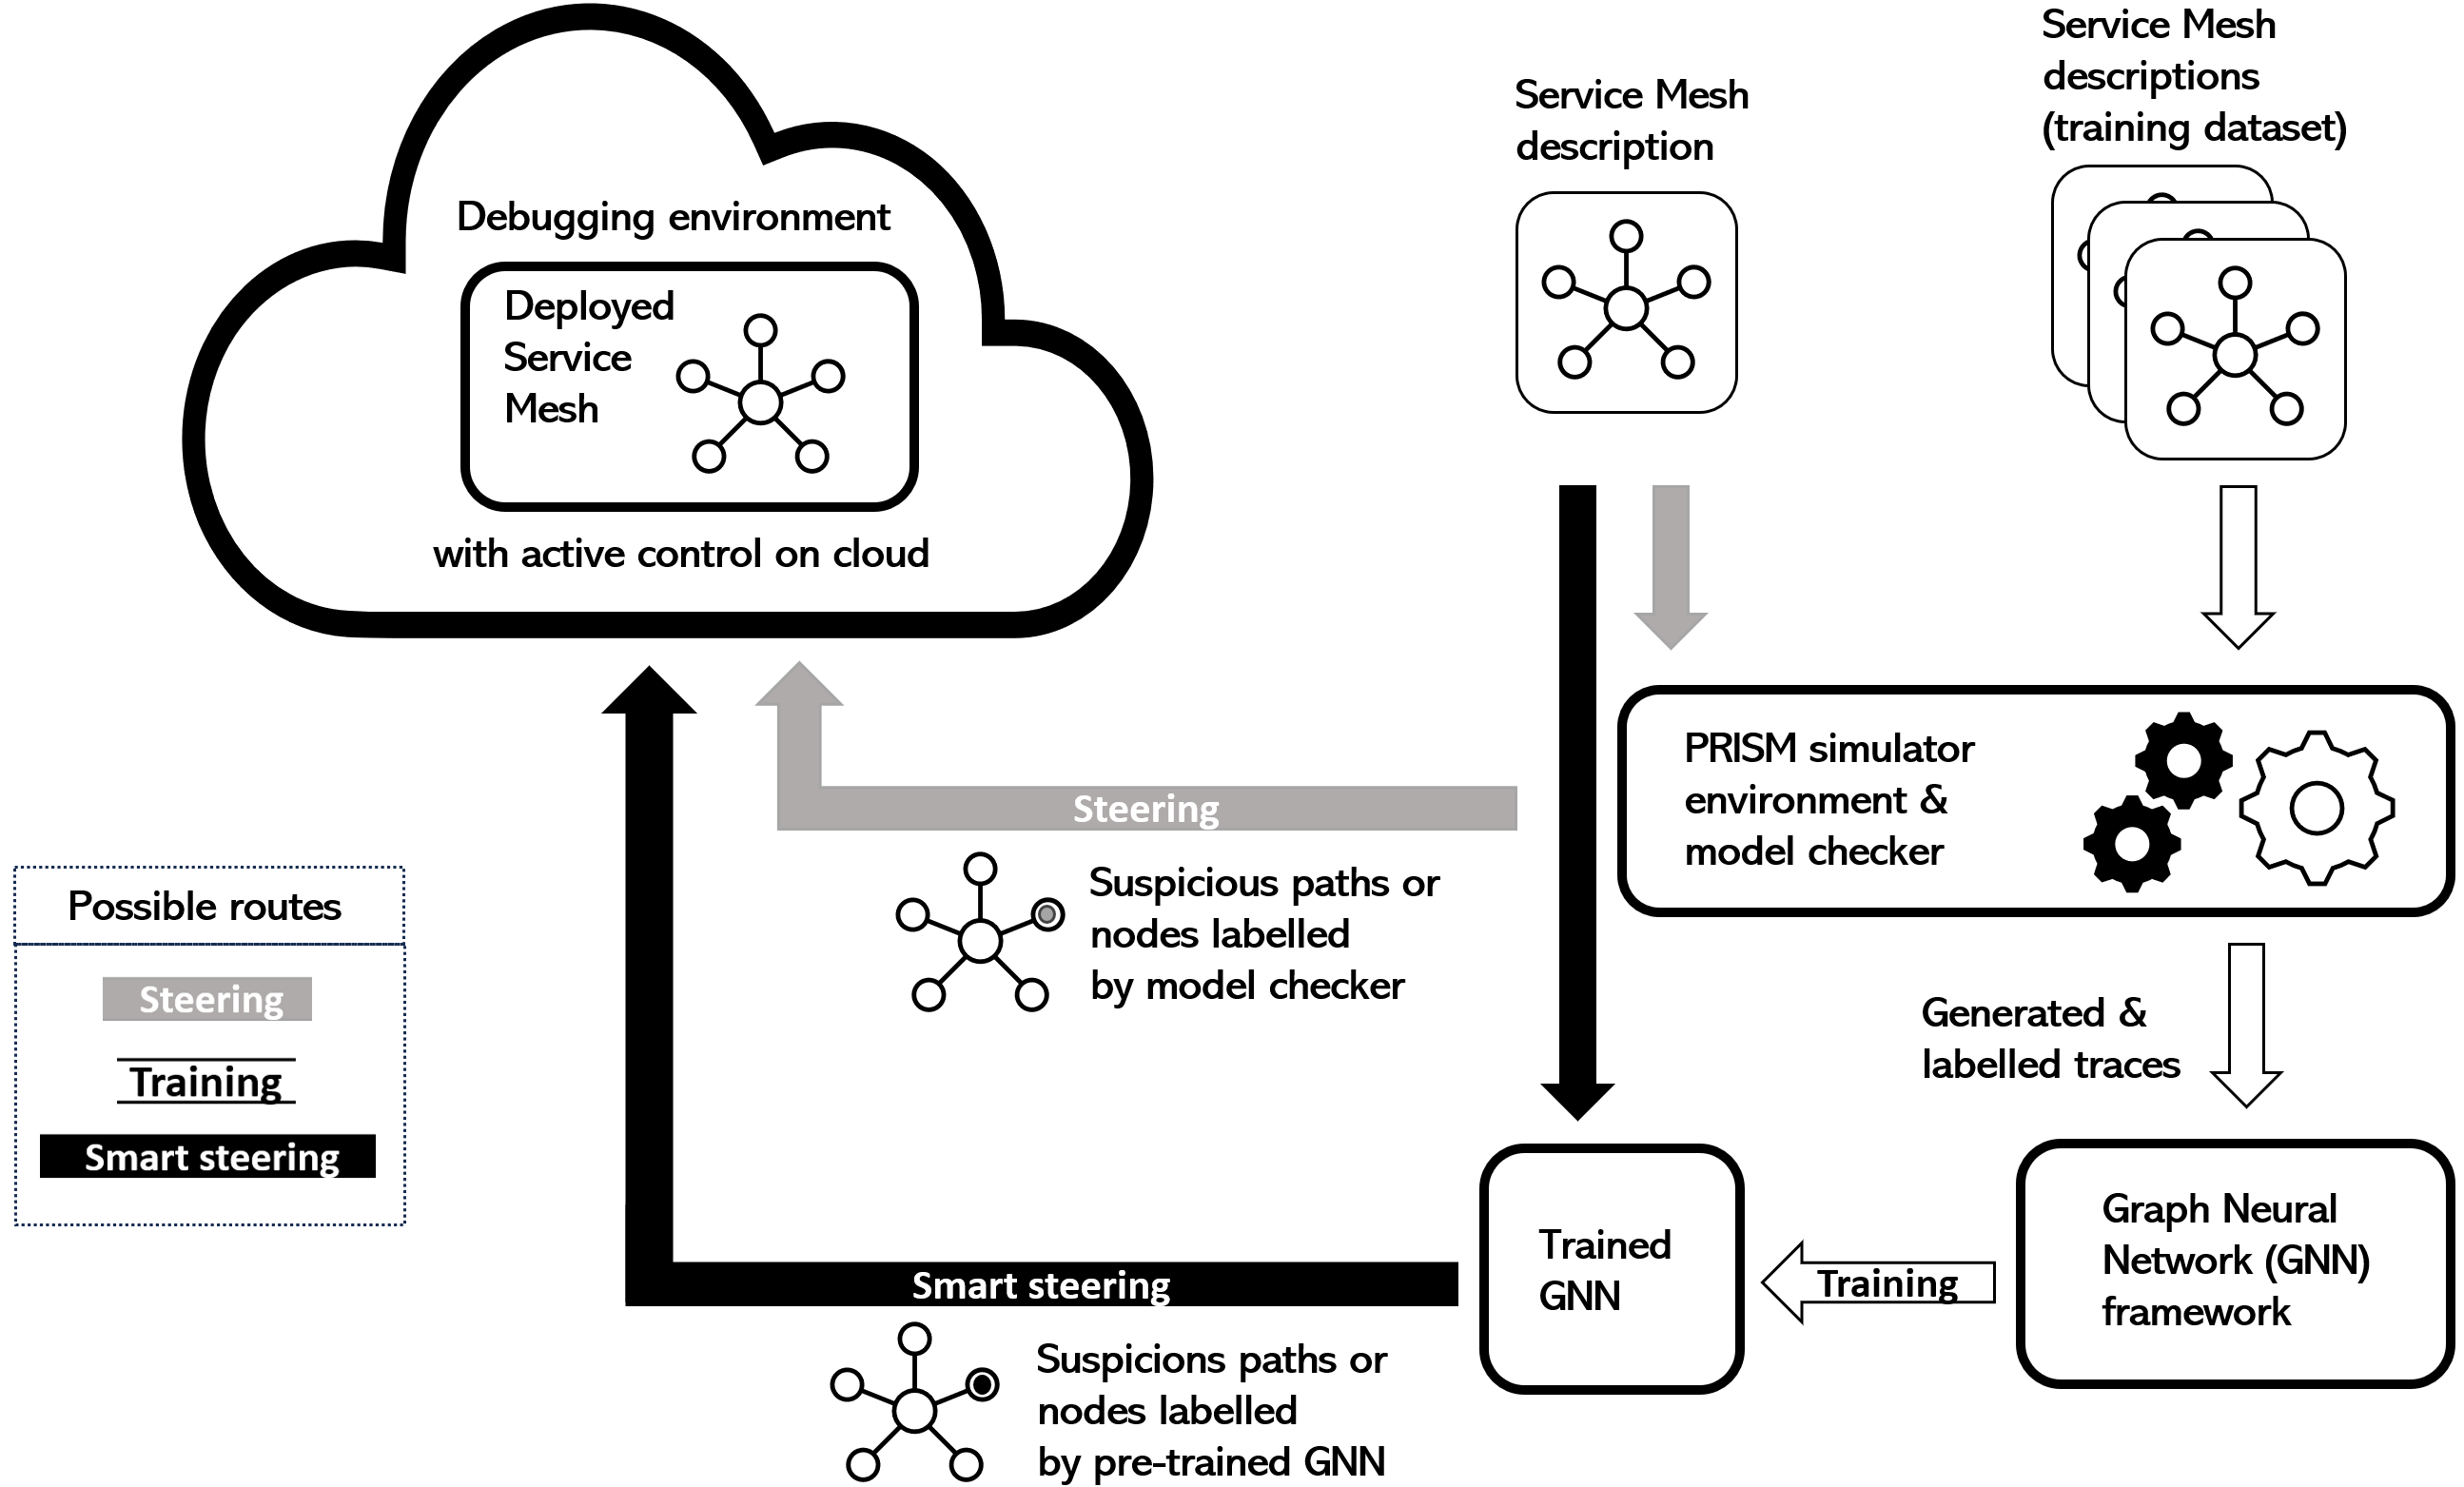 Service Mesh
descriptions
(training dataset)
Service Mesh
description
Debugging environment
Deployed
Service
Mesh
with active control on cloud
PRISM simulator
environment &
model checker
Steering
Suspicious paths or
nodes labelled
by model checker
Possible routes
Steering
Training
Smart steering
Generated &
labelled traces
Graph Neural
Network (GNN)
framework
Training
Trained
GNN
Smart steering
Suspicions paths or
nodes labelled
by pre-trained GNN